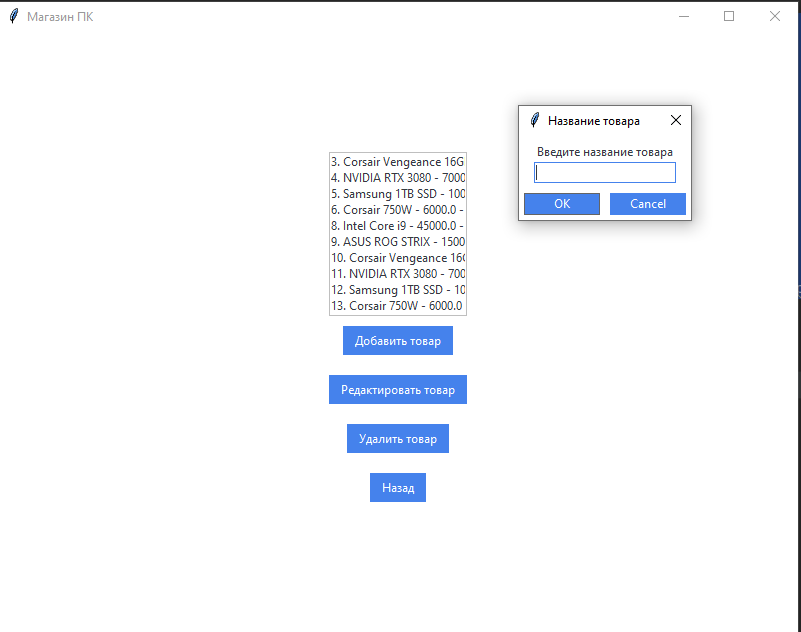 Магазин ПК
Название товара
Введите название товара
OK
Cancel
3. Corsair Vengeance 16G
4. NVIDIA RTX 3080 - 7000
5. Samsung 1TB SSD - 100
6. Corsair 750W - 6000.0 -
8. Intel Core i9 - 45000.0 -
9. ASUS ROG STRIX - 1500
10. Corsair Vengeance 16G
11. NVIDIA RTX 3080 - 700
12. Samsung 1TB SSD - 10
13. Corsair 750W - 6000.0
Добавить товар
Редактировать товар
Удалить товар
Назад